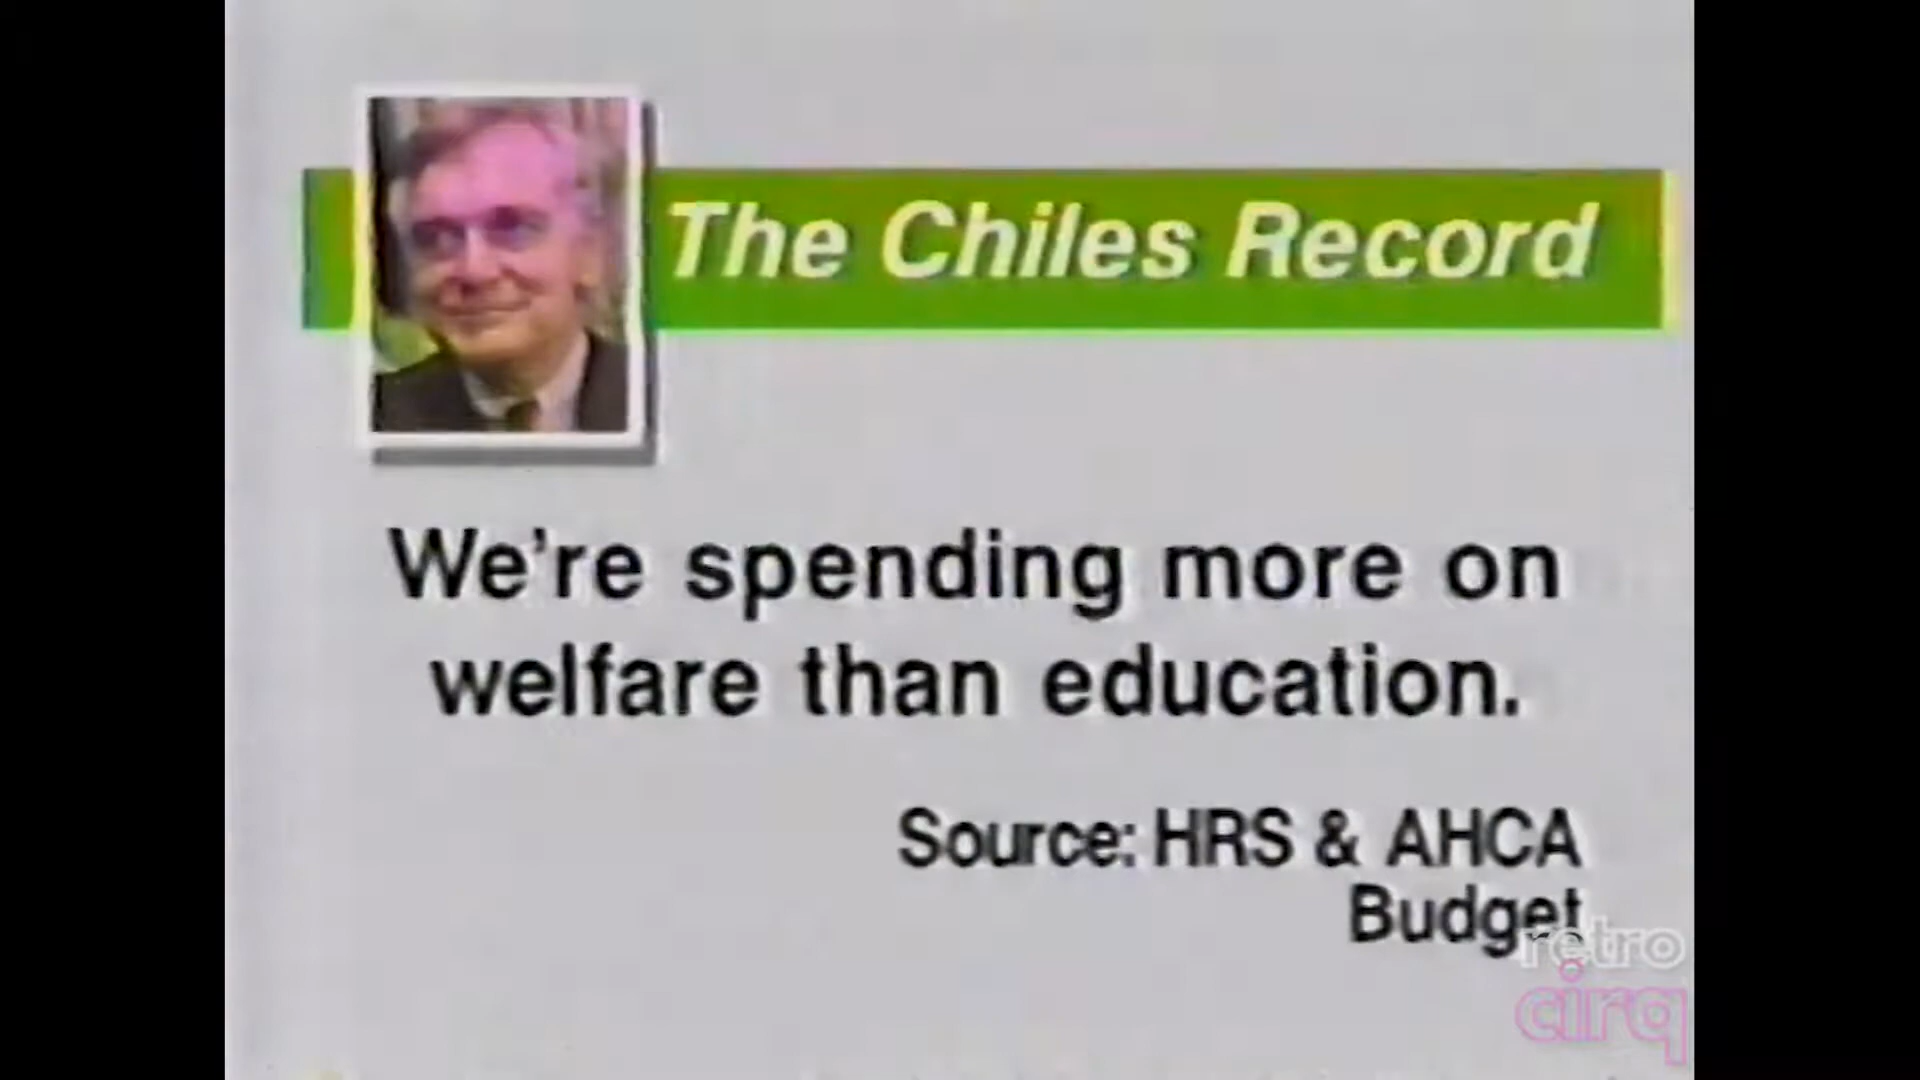 The Chiles Record
We're spending more on
welfare than education.
Source: HRS & AHCA
Budget
retro
cirq